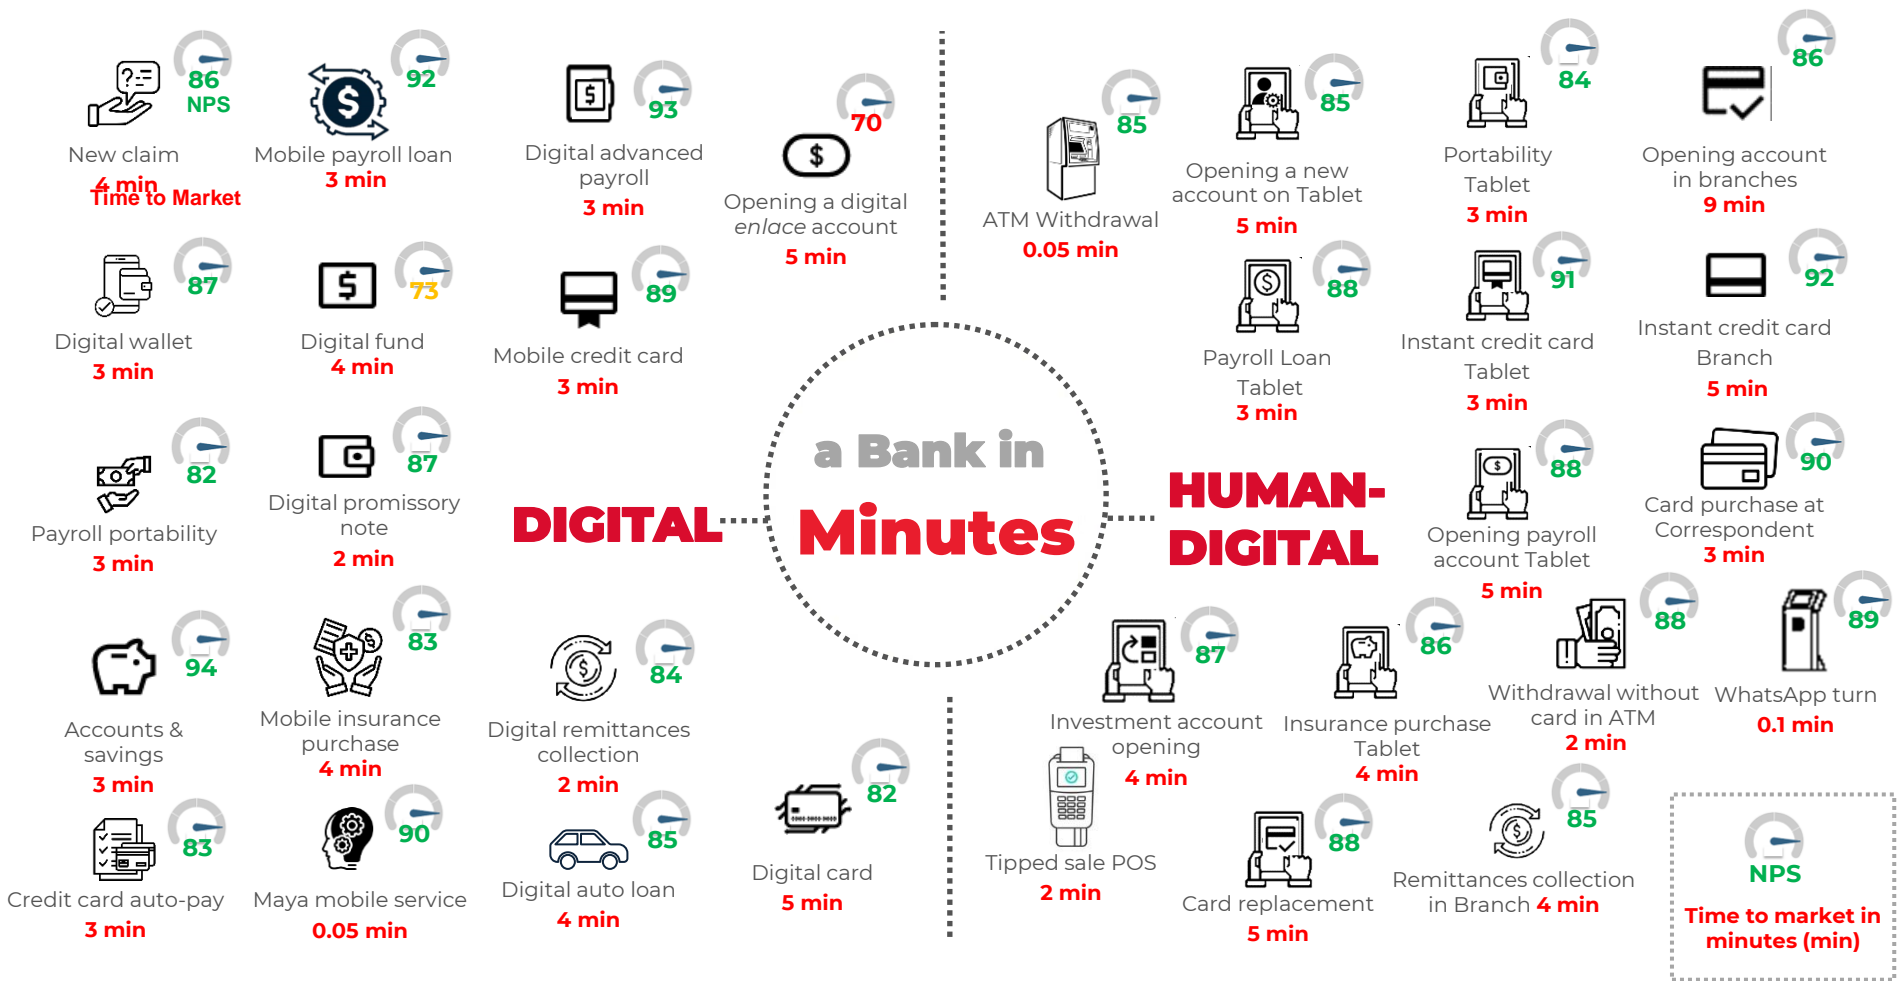 86
NPS
New claim
4 min
Time to Market
92
Mobile payroll loan
3 min
93
Digital advanced
payroll
3 min
70
Opening a digital
enlace account
5 min
87
Digital wallet
3 min
73
Digital fund
4 min
89
Mobile credit card
3 min
82
Payroll portability
3 min
87
Digital promissory
note
2 min
DIGITAL
94
Accounts &
savings
3 min
83
Mobile insurance
purchase
4 min
84
Digital remittances
collection
2 min
83
Credit card auto-pay
3 min
90
Maya mobile service
0.05 min
85
Digital auto loan
4 min
82
Digital card
5 min
a Bank in
Minutes
HUMAN-
DIGITAL
85
ATM Withdrawal
0.05 min
85
Opening a new
account on Tablet
5 min
84
Portability
Tablet
3 min
86
Opening account
in branches
9 min
88
Payroll Loan
Tablet
3 min
91
Instant credit card
Tablet
3 min
92
Instant credit card
Branch
5 min
88
Opening payroll
account Tablet
5 min
90
Card purchase at
Correspondent
3 min
87
Investment account
opening
4 min
86
Insurance purchase
Tablet
4 min
88
Withdrawal without
card in ATM
2 min
89
WhatsApp turn
0.1 min
Tipped sale POS
2 min
88
Card replacement
5 min
85
Remittances collection
in Branch 4 min
NPS
Time to market in
minutes (min)